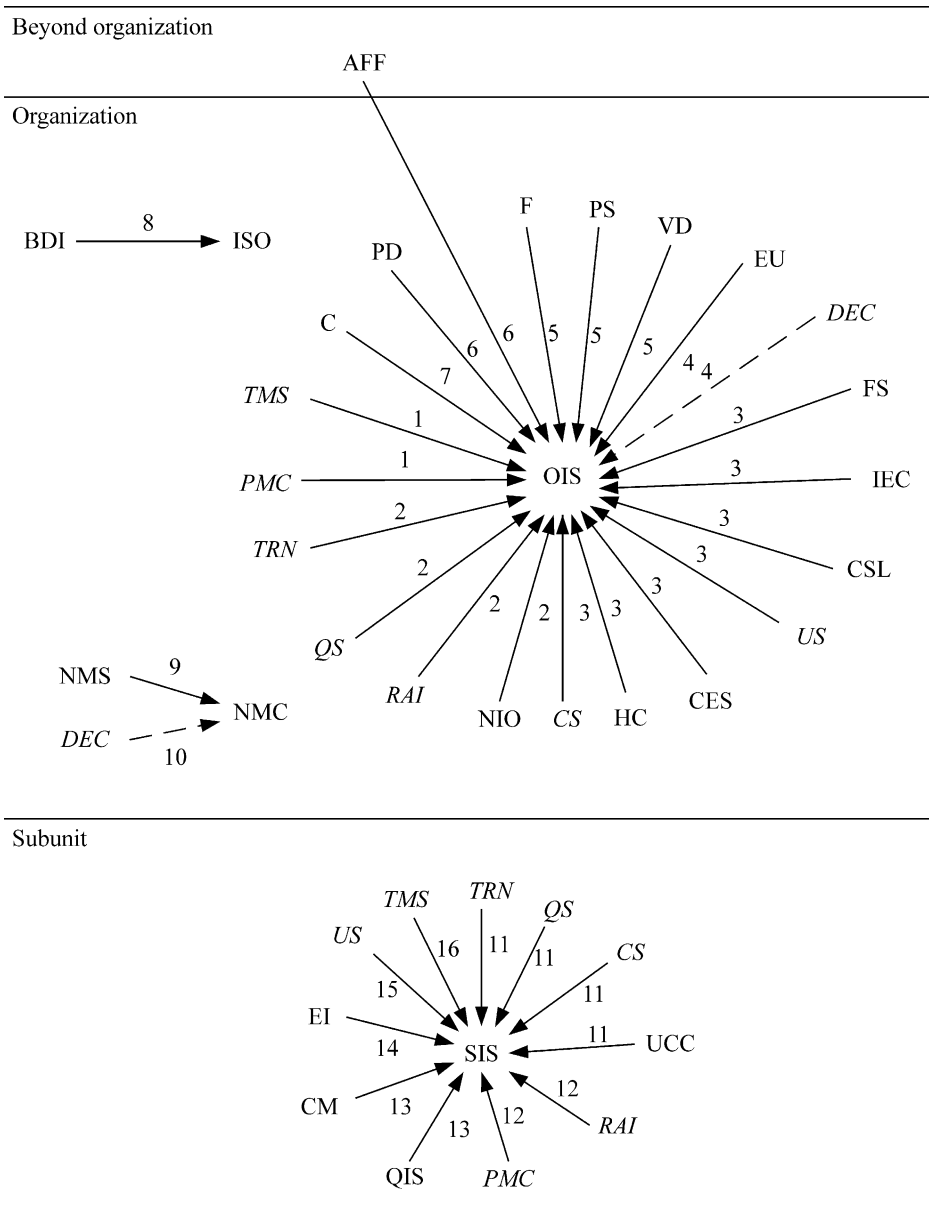 Beyond organization
AFF
Organization
F
PS
VD
BDI
8
ISO
PD
EU
C
DEC
6
6
5
5
5
4
4
7
TMS
1
3
FS
PMC
1
OIS
3
IEC
TRN
2
3
CSL
QS
2
3
US
RAI
2
2
3
3
3
NIO
CS
HC
CES
NMS
9
NMC
DEC
10
Subunit
TMS
TRN
QS
US
16
11
11
CS
15
11
EI
14
SIS
11
UCC
CM
13
13
12
12
RAI
QIS
PMC